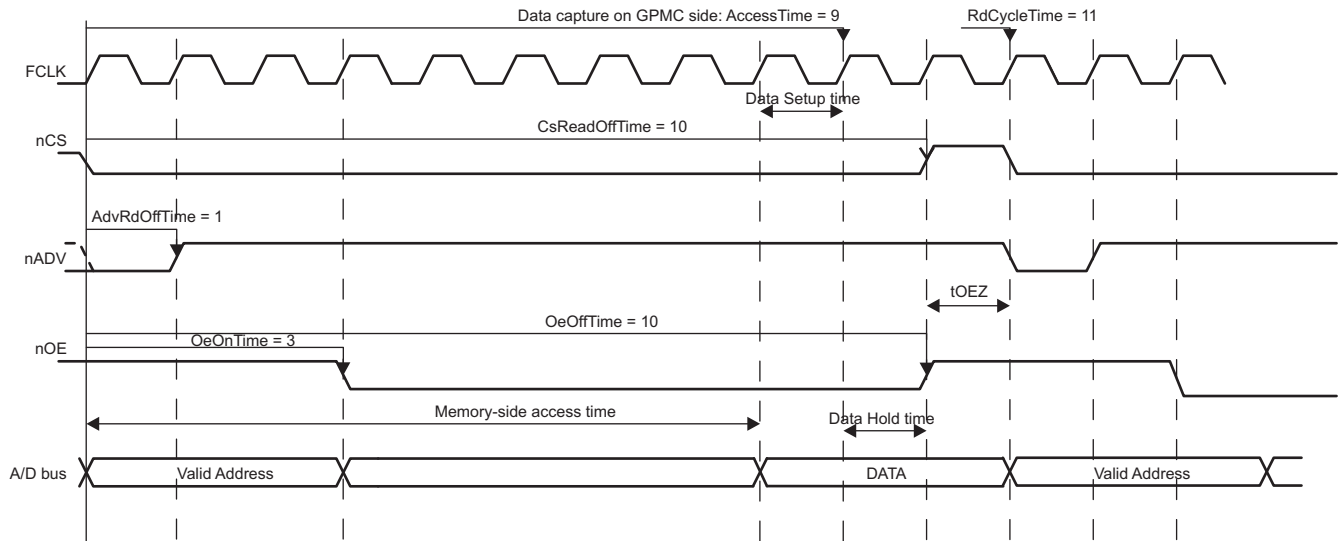 Data capture on GPMC side: AccessTime = 9
RdCycleTime = 11
FCLK
Data Setup time
nCS
CsReadOffTime = 10
AdvRdOffTime = 1
nADV
tOEZ
OeOffTime = 10
OeOnTime = 3
nOE
Memory-side access time
Data Hold time
A/D bus
Valid Address
DATA
Valid Address